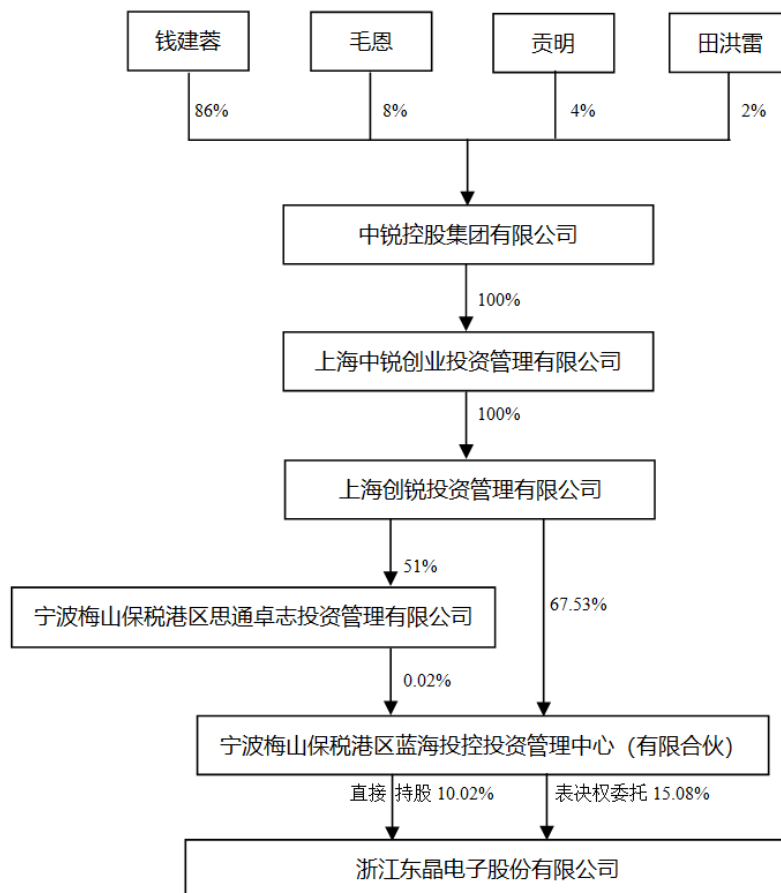 钱建蓉 毛恩 贡明 田洪雷
86% 8% 4% 2%
中锐控股集团有限公司
100%
上海中锐创业投资管理有限公司
100%
上海创锐投资管理有限公司
51%
宁波梅山保税港区思通卓志投资管理有限公司
67.53%
0.02%
宁波梅山保税港区蓝海投控投资管理中心（有限合伙）
直接 持股 10.02% 表决权委托 15.08%
浙江东晶电子股份有限公司